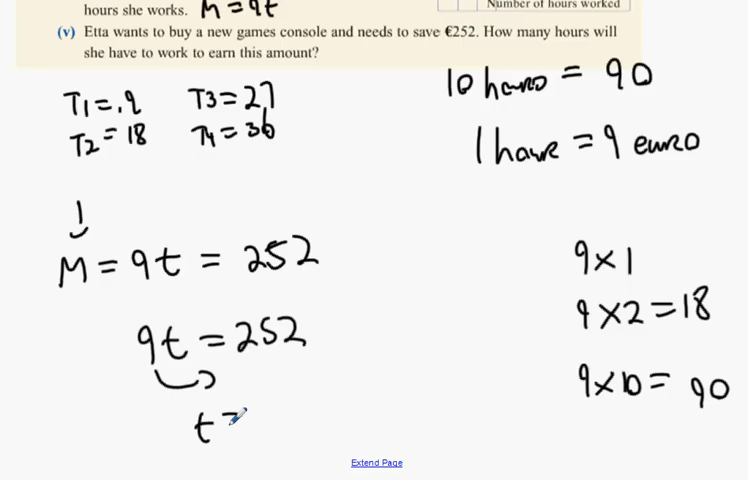 hours she works. M = 9t
Number of hours worked
(v) Etta wants to buy a new games console and needs to save €252. How many hours will
she have to work to earn this amount?
T1 = .9 T3 = 27
T2 = 18 T4 = 36
10 hours = 90
1 hour = 9 euro
M = 9t = 252
9t = 252
t =
9 x 1
9 x 2 = 18
9 x 10 = 90
Extend Page